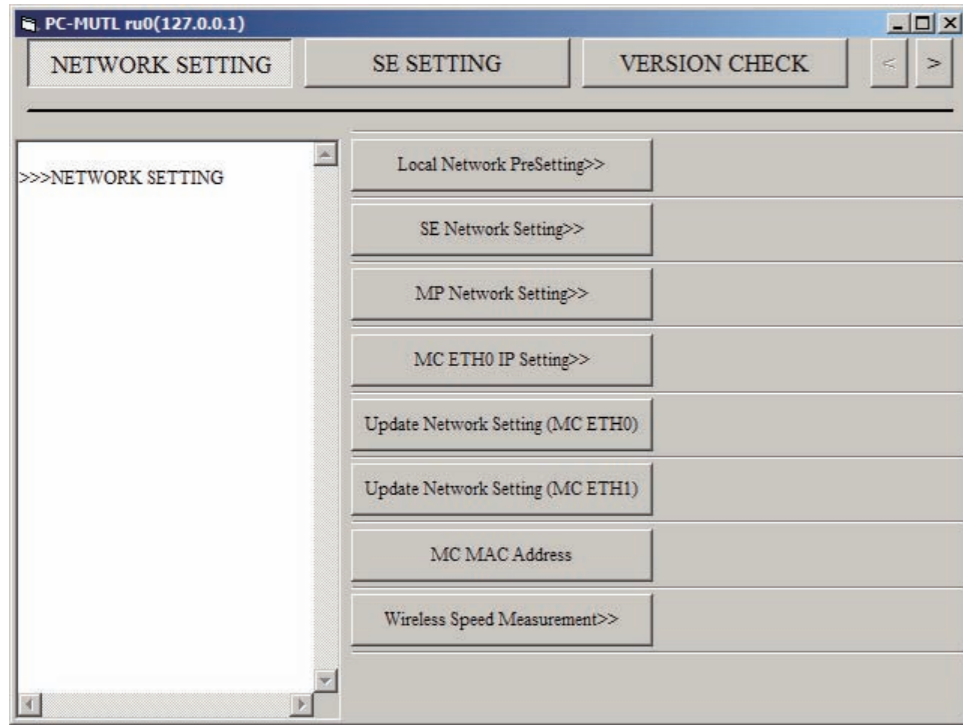 PC-MUTL ru0(127.0.0.1)
NETWORK SETTING
SE SETTING
VERSION CHECK
<
>
>>>NETWORK SETTING
Local Network PreSetting>>
SE Network Setting>>
MP Network Setting>>
MC ETH0 IP Setting>>
Update Network Setting (MC ETH0)
Update Network Setting (MC ETH1)
MC MAC Address
Wireless Speed Measurement>>